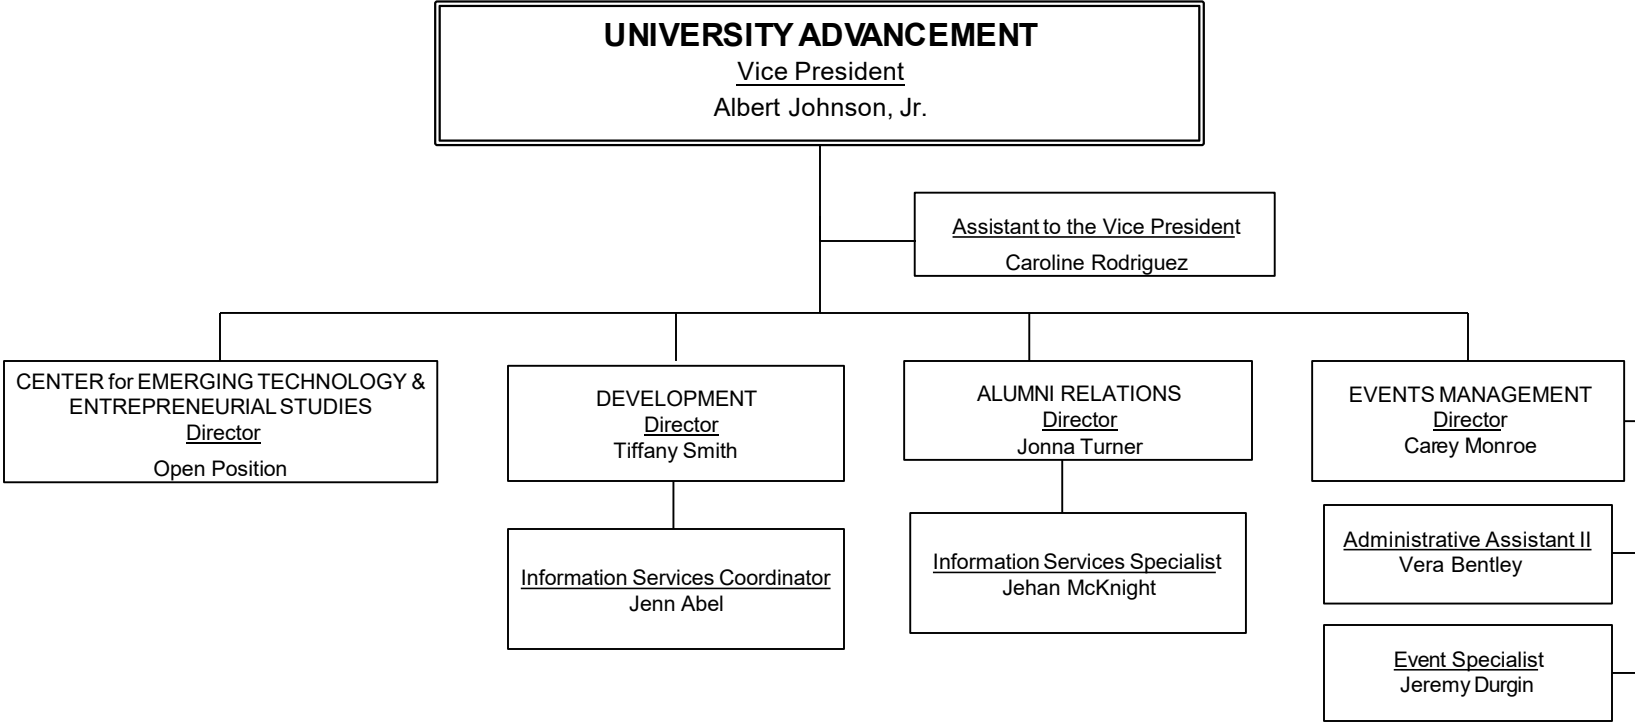 UNIVERSITY ADVANCEMENT
Vice President
Albert Johnson, Jr.
Assistant to the Vice President
Caroline Rodriguez
CENTER for EMERGING TECHNOLOGY &
ENTREPRENEURIAL STUDIES
Director
Open Position
DEVELOPMENT
Director
Tiffany Smith
ALUMNI RELATIONS
Director
Jonna Turner
EVENTS MANAGEMENT
Director
Carey Monroe
Information Services Coordinator
Jenn Abel
Information Services Specialist
Jehan McKnight
Administrative Assistant II
Vera Bentley
Event Specialist
Jeremy Durgin